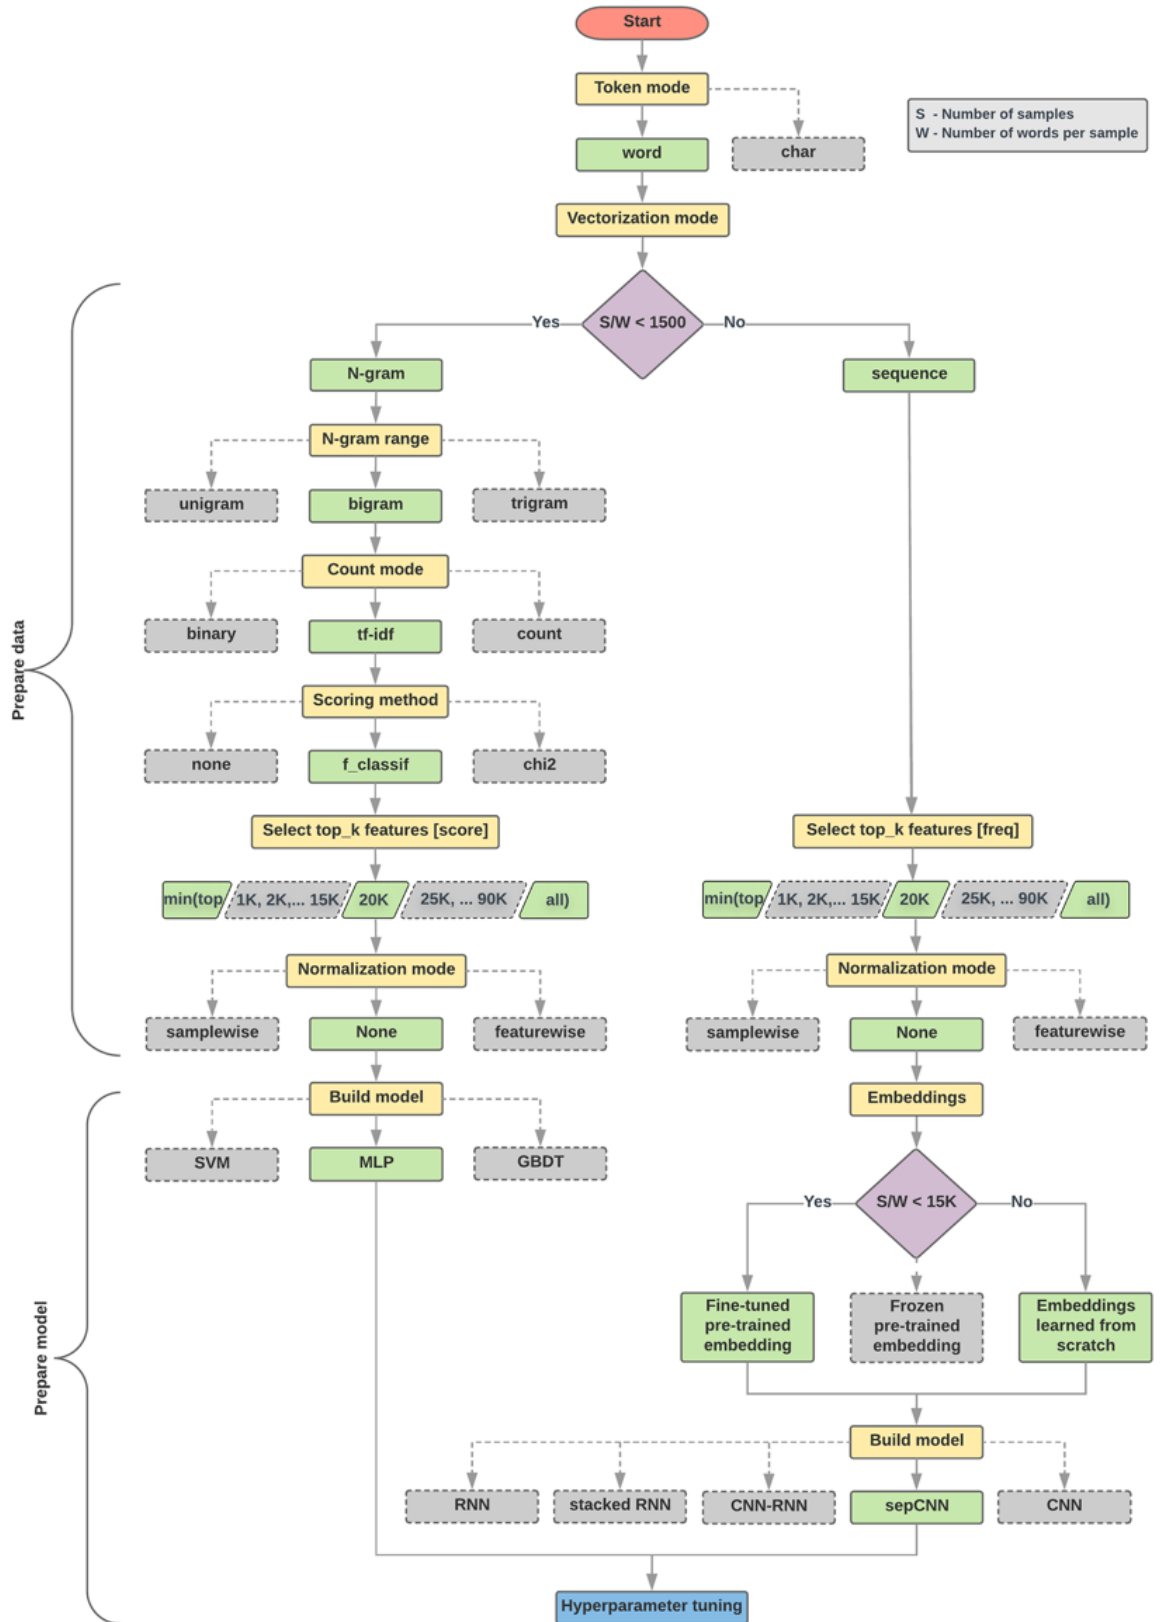 Start
Token mode
S - Number of samples
W - Number of words per sample
word
char
Vectorization mode
S/W < 1500
Yes
No
N-gram
sequence
N-gram range
unigram
bigram
trigram
Count mode
binary
tf-idf
count
Prepare data
Scoring method
none
f_classif
chi2
Select top_k features [score]
Select top_k features [freq]
min(top 1K, 2K,... 15K 20K 25K, ... 90K all)
min(top 1K, 2K,... 15K 20K 25K, ... 90K all)
Normalization mode
Normalization mode
samplewise
None
featurewise
samplewise
None
featurewise
Build model
Embeddings
SVM
MLP
GBDT
S/W < 15K
Yes
No
Fine-tuned
pre-trained
embedding
Frozen
pre-trained
embedding
Embeddings
learned from
scratch
Prepare model
Build model
RNN
stacked RNN
CNN-RNN
sepCNN
CNN
Hyperparameter tuning